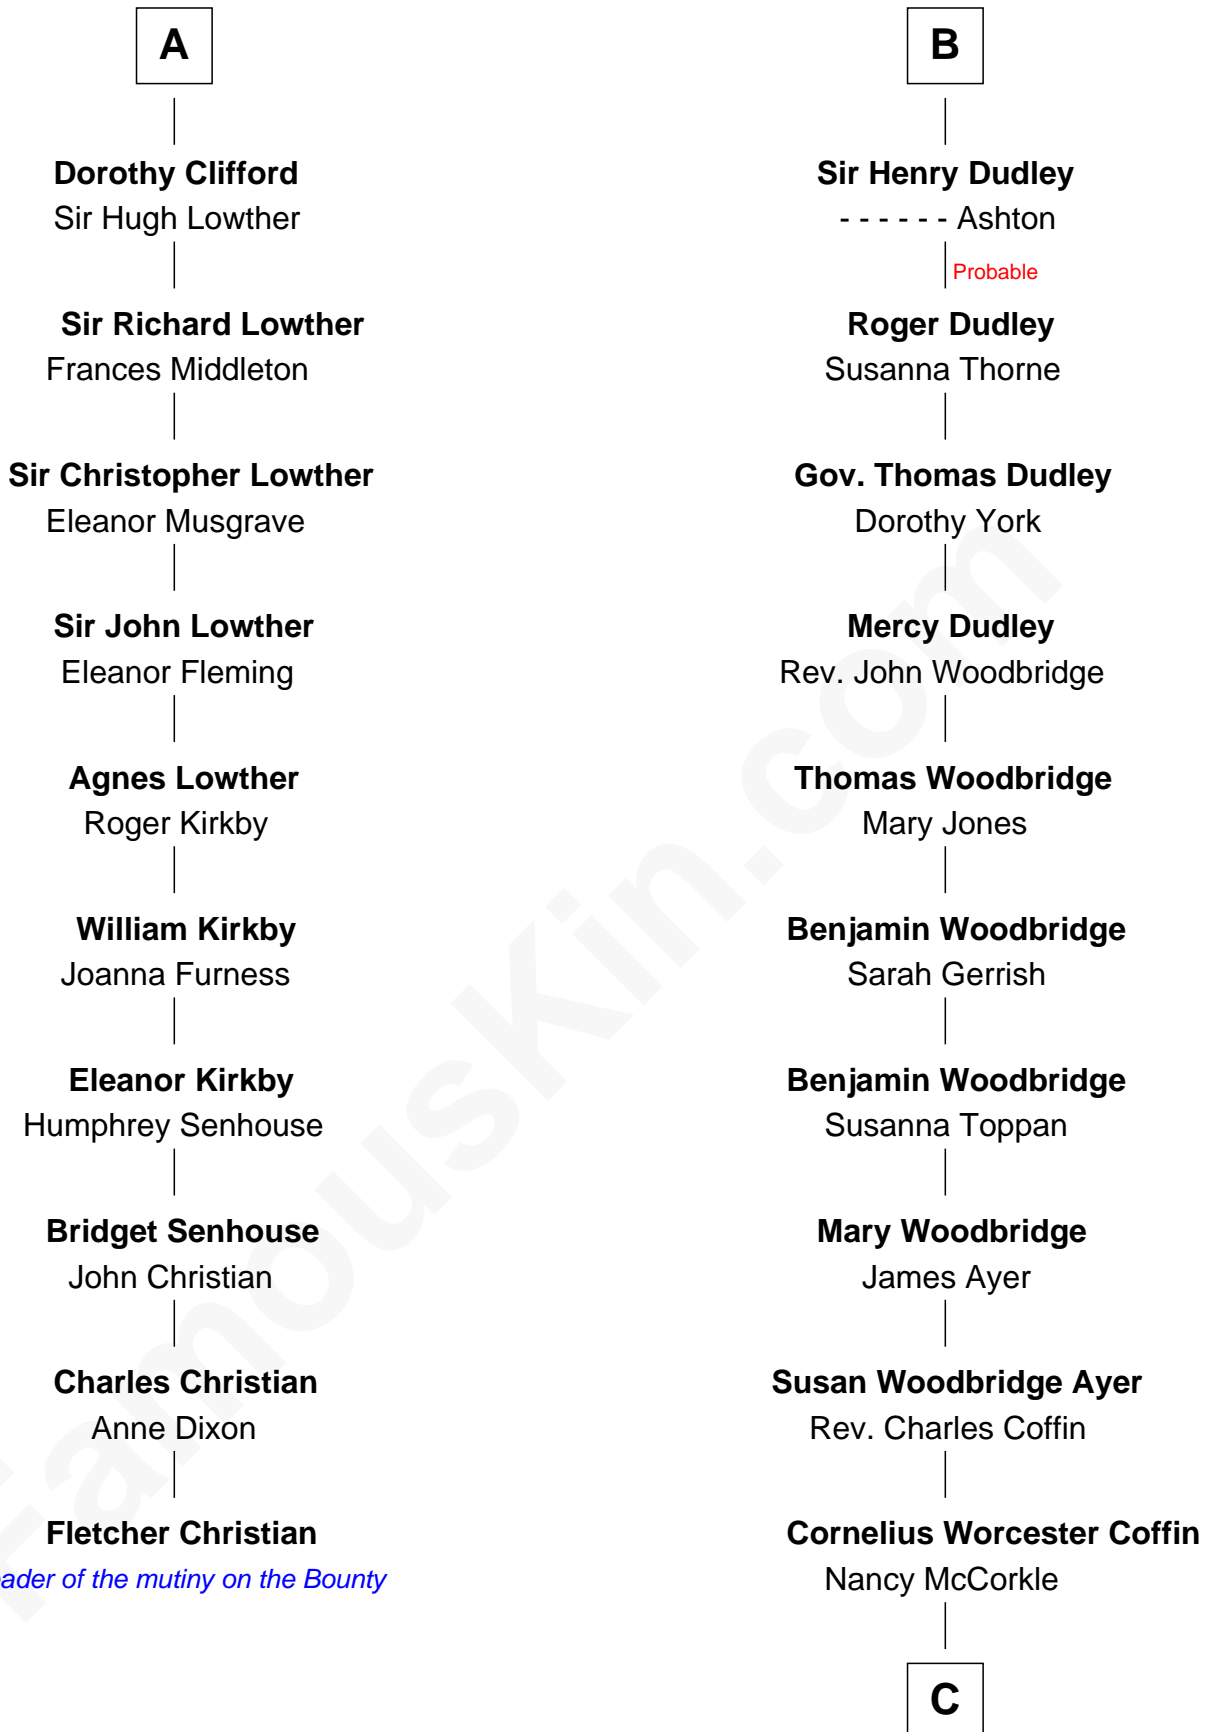 A
Dorothy Clifford
Sir Hugh Lowther
Sir Richard Lowther
Frances Middleton
Sir Christopher Lowther
Eleanor Musgrave
Sir John Lowther
Eleanor Fleming
Agnes Lowther
Roger Kirkby
William Kirkby
Joanna Furness
Eleanor Kirkby
Humphrey Senhouse
Bridget Senhouse
John Christian
Charles Christian
Anne Dixon
Fletcher Christian
ader of the mutiny on the Bounty
B
Sir Henry Dudley
- - - - - - Ashton
Probable
Roger Dudley
Susanna Thorne
Gov. Thomas Dudley
Dorothy York
Mercy Dudley
Rev. John Woodbridge
Thomas Woodbridge
Mary Jones
Benjamin Woodbridge
Sarah Gerrish
Benjamin Woodbridge
Susanna Toppan
Mary Woodbridge
James Ayer
Susan Woodbridge Ayer
Rev. Charles Coffin
Cornelius Worcester Coffin
Nancy McCorkle
C
FamousKin.com